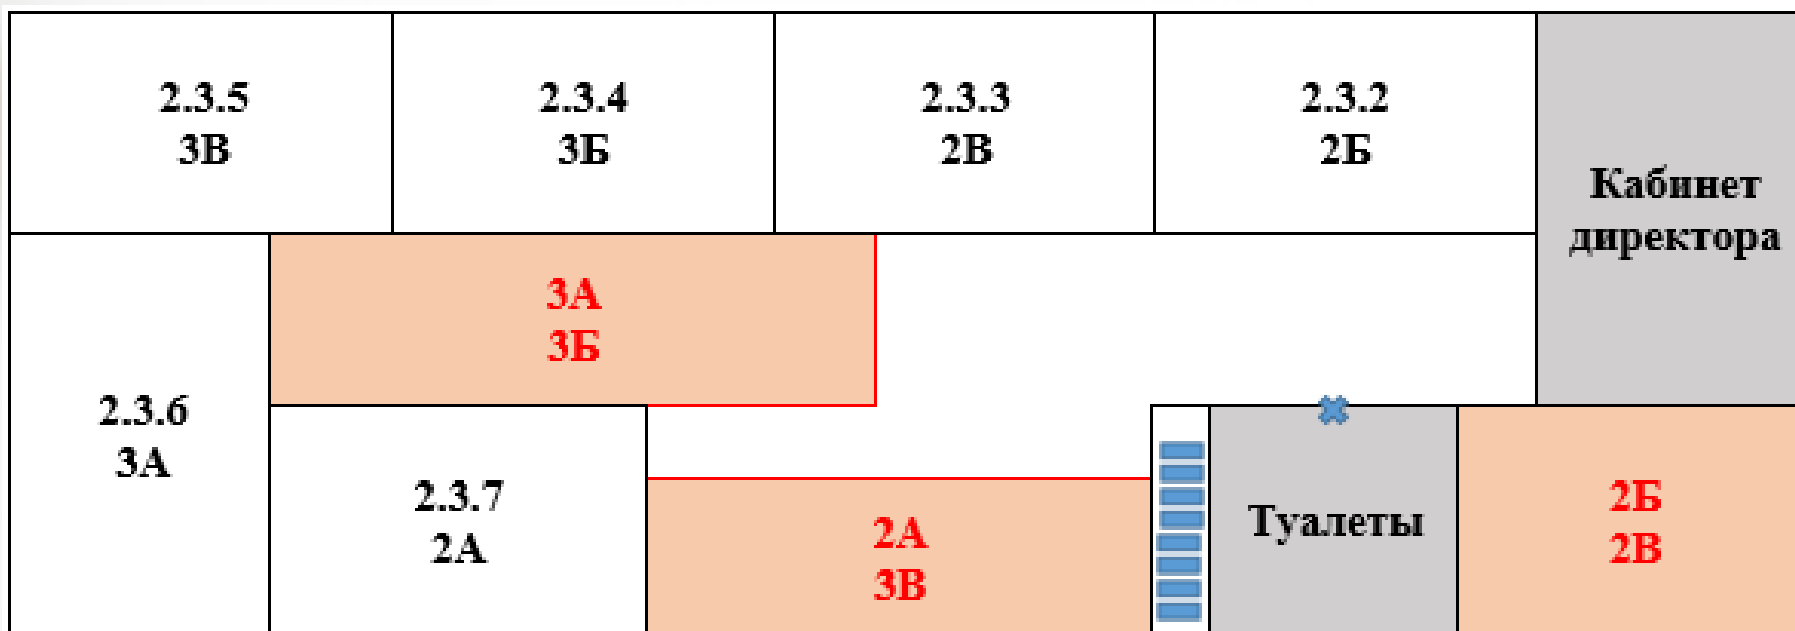 2.3.5
3В
2.3.4
3Б
2.3.3
2В
2.3.2
2Б
Кабинет
директора
3А
3Б
2.3.6
3А
2.3.7
2А
2А
3В
Туалеты
2Б
2В